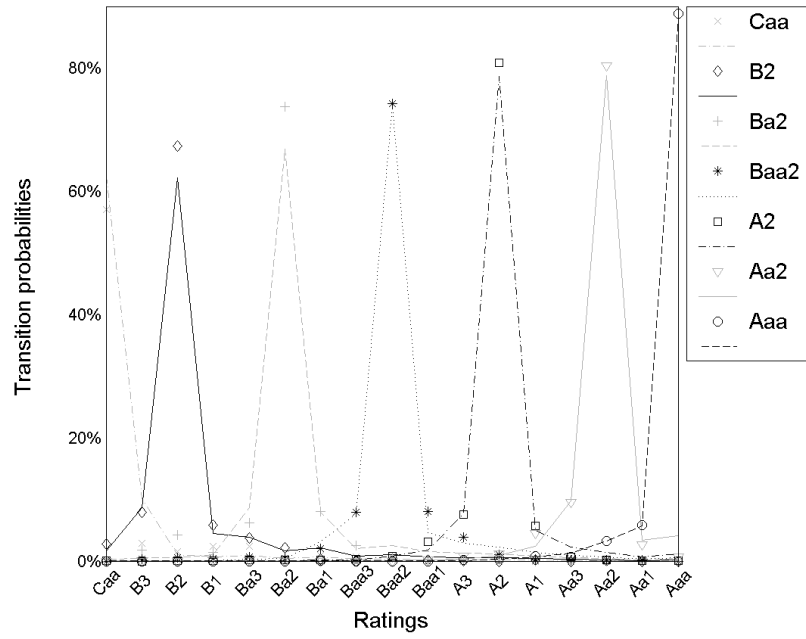 80%
60%
40%
20%
0%
Transition probabilities
Caa
B3
B2
B1
Ba3
Ba2
Ba1
Baa3
Baa2
Baa1
A3
A2
A1
Aa3
Aa2
Aa1
Aaa
Ratings
Caa
B2
Ba2
Baa2
A2
Aa2
Aaa